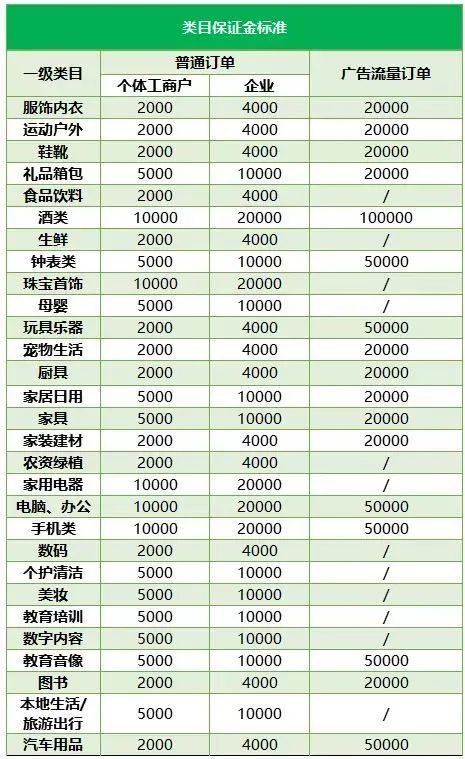 类目保证金标准
一级类目 普通订单 广告流量订单
个体工商户 企业
服饰内衣 2000 4000 20000
运动户外 2000 4000 20000
鞋靴 2000 4000 20000
礼品箱包 5000 10000 20000
食品饮料 2000 4000 /
酒类 10000 20000 100000
生鲜 2000 4000 /
钟表类 5000 10000 50000
珠宝首饰 10000 20000 /
母婴 5000 10000 /
玩具乐器 2000 4000 50000
宠物生活 2000 4000 20000
厨具 2000 4000 20000
家居日用 5000 10000 20000
家具 5000 10000 20000
家装建材 2000 4000 20000
农资绿植 2000 4000 /
家用电器 10000 20000 /
电脑、办公 10000 20000 50000
手机类 10000 20000 50000
数码 2000 4000 /
个护清洁 5000 10000 /
美妆 5000 10000 /
教育培训 5000 10000 /
数字内容 5000 10000 /
教育音像 5000 10000 50000
图书 2000 4000 20000
本地生活/
旅游出行 5000 10000 /
汽车用品 2000 4000 50000